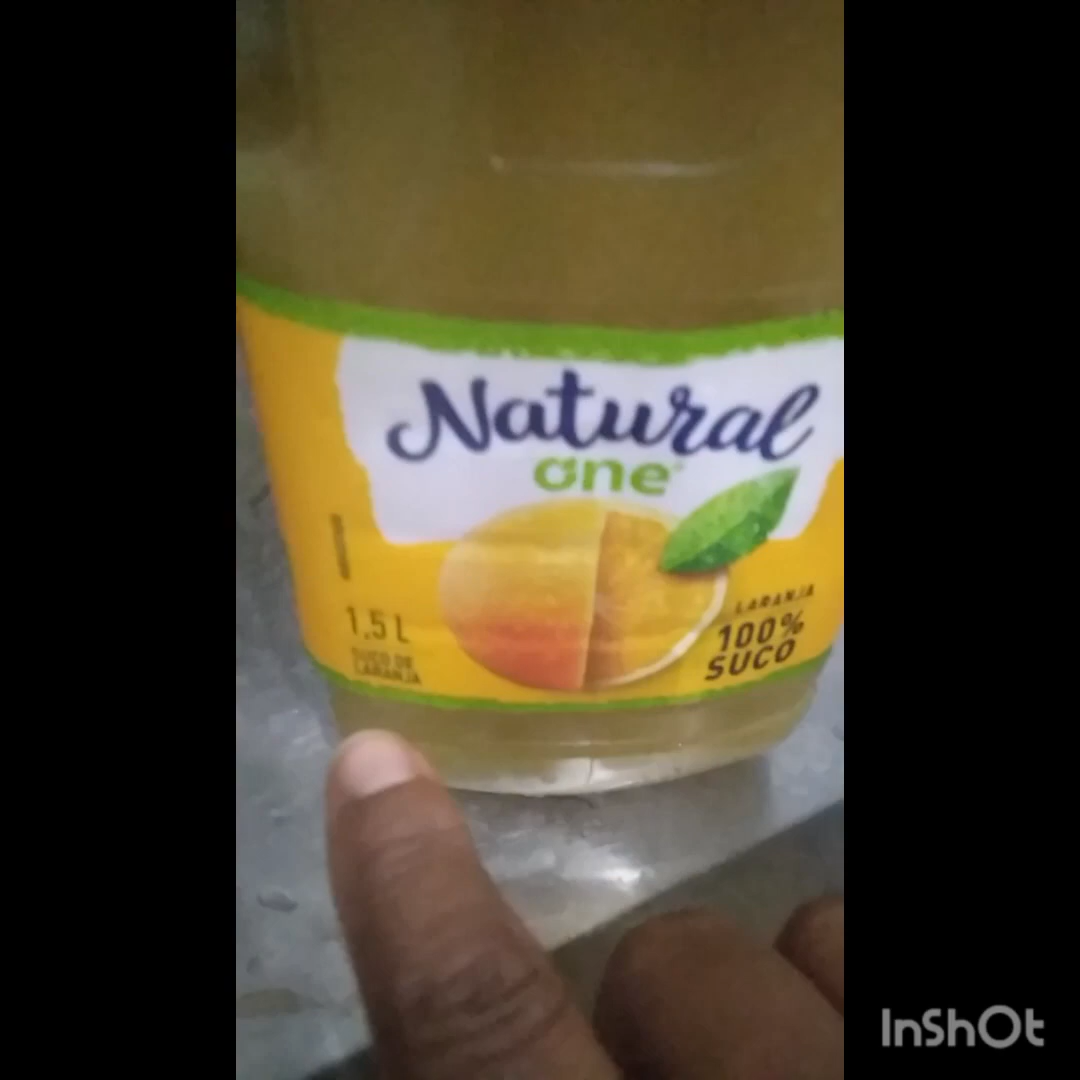 Natural
one
1,5 L
SUCO DE
LARANJA
LARANJA
100%
SUCO
InShOt